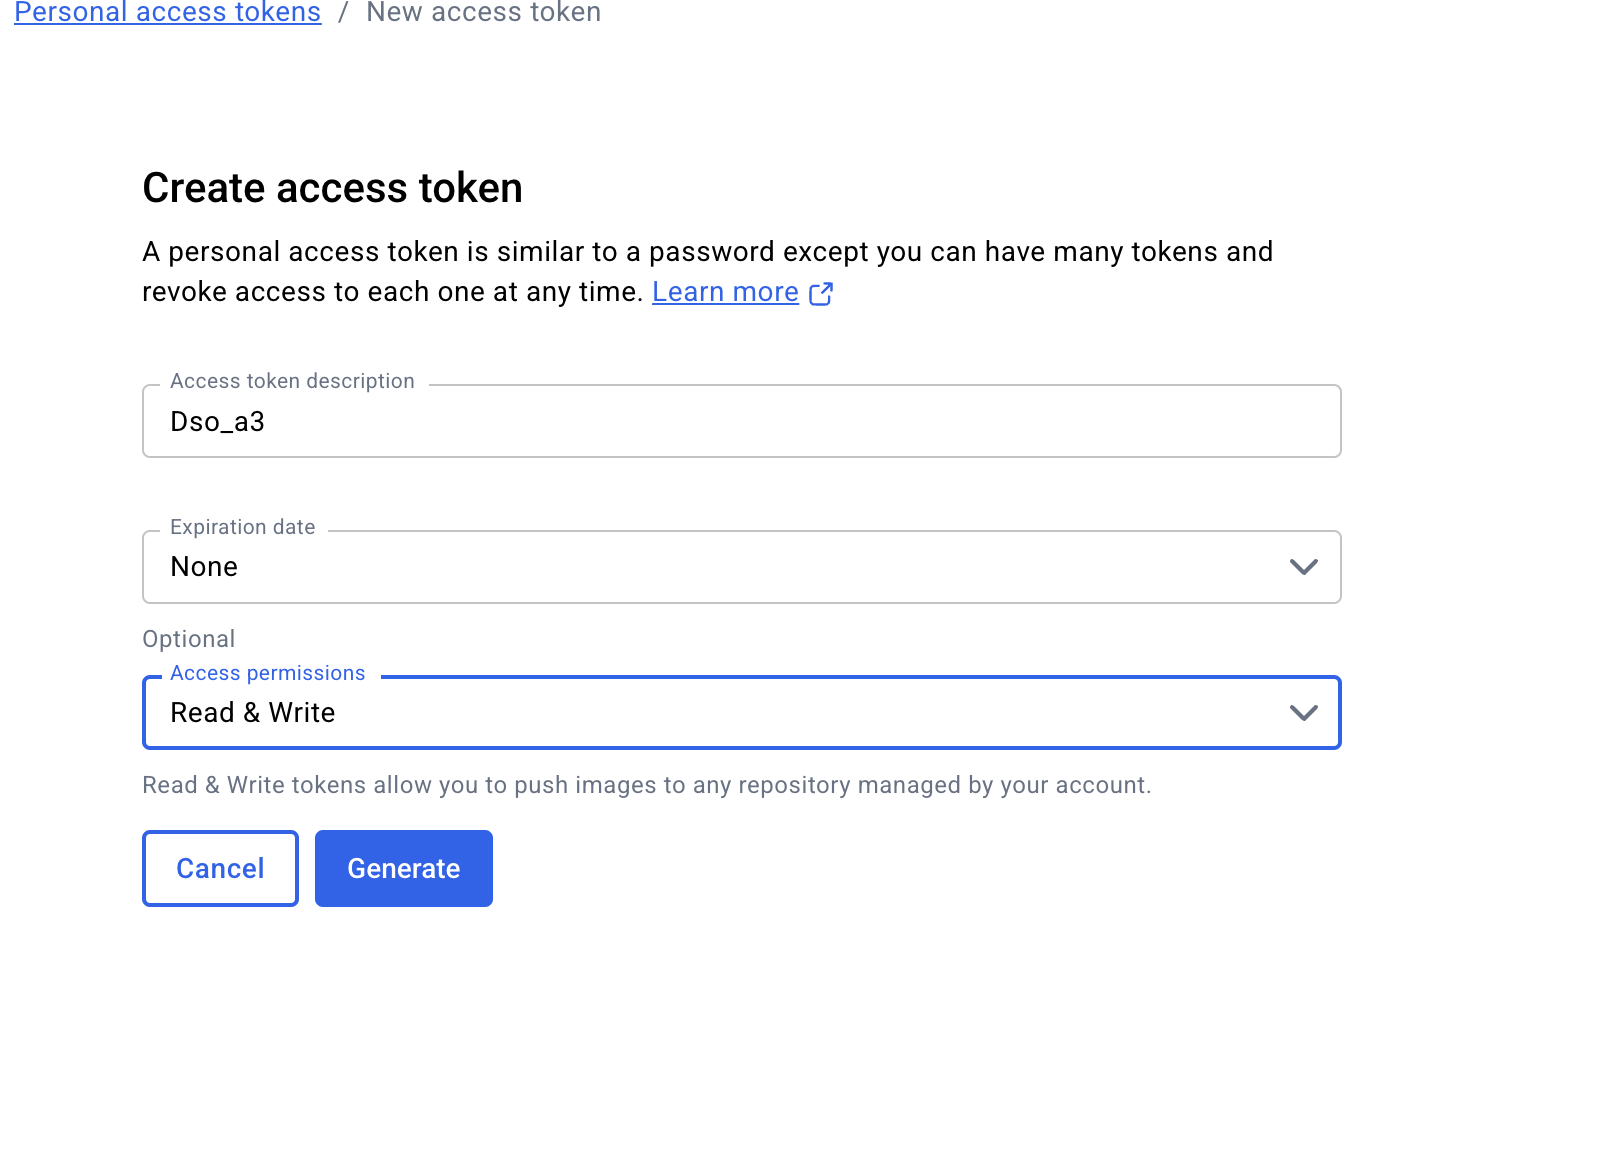 Personal access tokens / New access token
Create access token
A personal access token is similar to a password except you can have many tokens and
revoke access to each one at any time. Learn more
Access token description
Dso_a3
Expiration date
None
Optional
Access permissions
Read & Write
Read & Write tokens allow you to push images to any repository managed by your account.
Cancel Generate